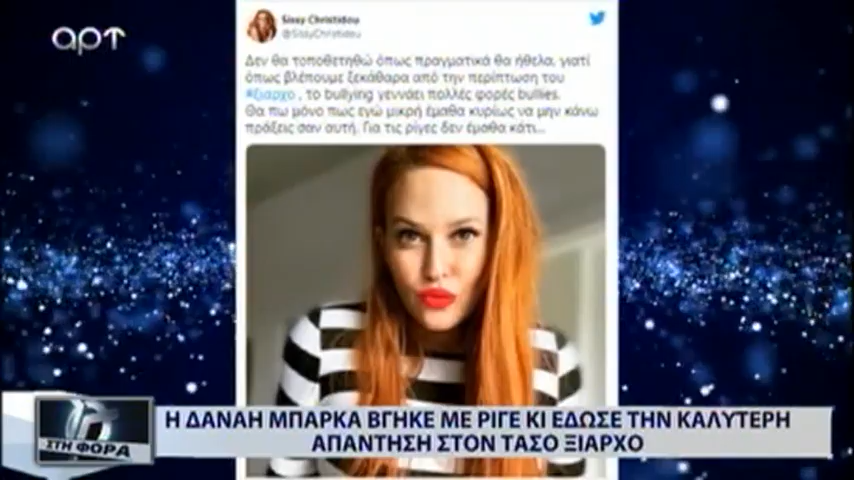 αρτ
Sissy Christidou
@SissyChristidou
Δεν θα τοποθετηθώ όπως πραγματικά θα ήθελα, γιατί
όπως βλέπουμε ξεκάθαρα από την περίπτωση του
#ξιαρχο , το bullying γεννάει πολλές φορές bullies.
Θα πω μόνο πως εγώ μικρή έμαθα κυρίως να μην κάνω
πράξεις σαν αυτή. Για τις ρίγες δεν έμαθα κάτι...
Η ΔΑΝΑΗ ΜΠΑΡΚΑ ΒΓΗΚΕ ΜΕ ΡΙΓΕ ΚΙ ΕΔΩΣΕ ΤΗΝ ΚΑΛΥΤΕΡΗ
ΑΠΑΝΤΗΣΗ ΣΤΟΝ ΤΑΣΟ ΞΙΑΡΧΟ
ΣΤΗ ΦΟΡΑ